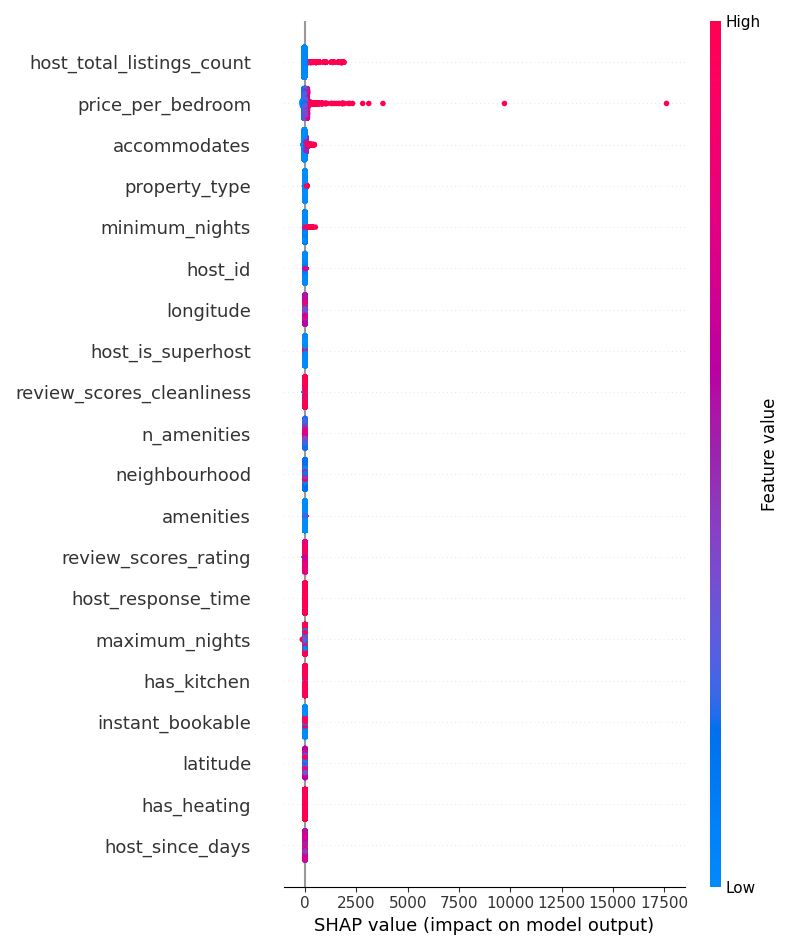 High
host_total_listings_count
price_per_bedroom
accommodates
property_type
minimum_nights
host_id
longitude
host_is_superhost
review_scores_cleanliness
n_amenities
neighbourhood
amenities
review_scores_rating
host_response_time
maximum_nights
has_kitchen
instant_bookable
latitude
has_heating
host_since_days
Feature value
Low
0 2500 5000 7500 10000 12500 15000 17500
SHAP value (impact on model output)